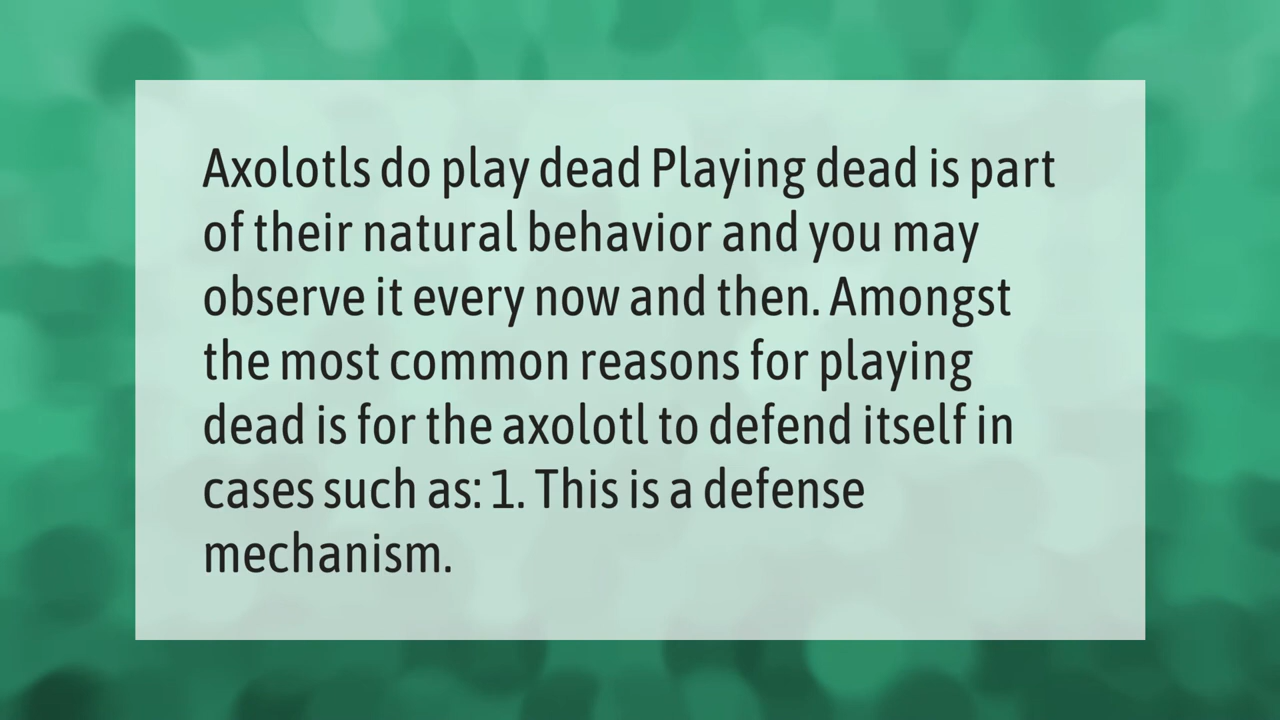 Axolotls do play dead Playing dead is part
of their natural behavior and you may
observe it every now and then. Amongst
the most common reasons for playing
dead is for the axolotl to defend itself in
cases such as: 1. This is a defense
mechanism.